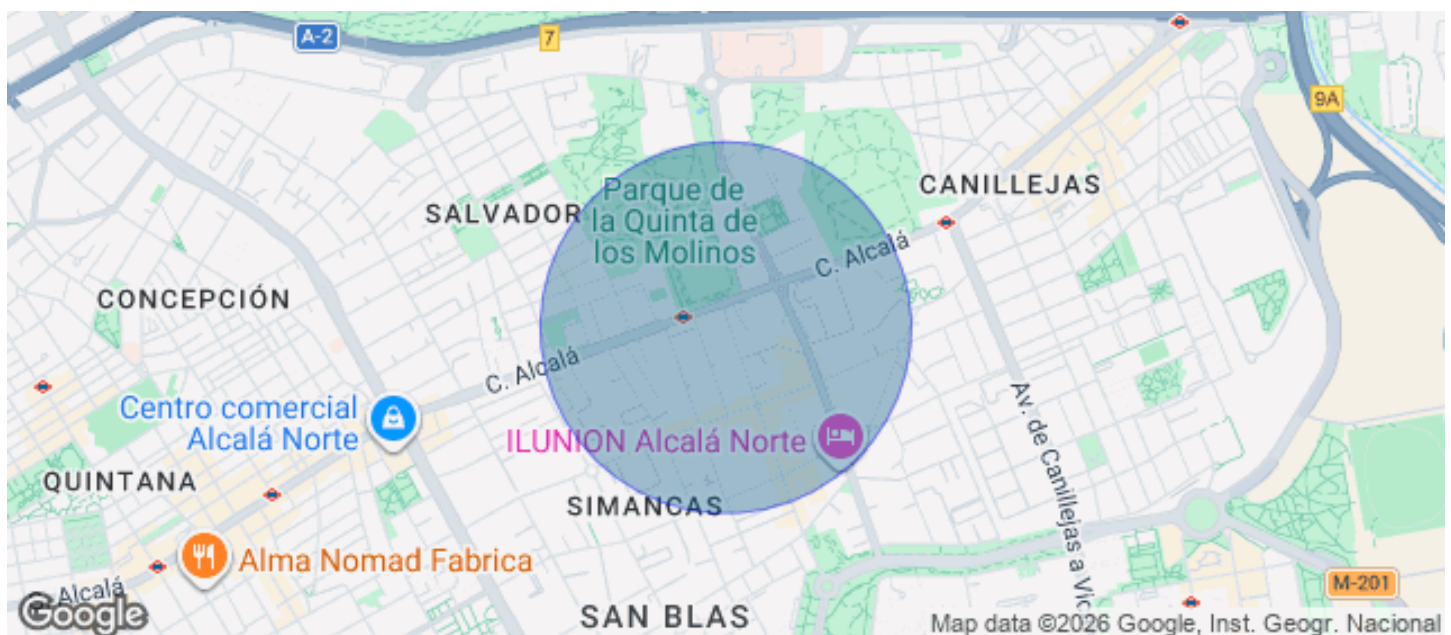 A-2
7
9A
Parque de
la Quinta de
los Molinos
CANILLEJAS
SALVADOR
C. Alcalá
CONCEPCIÓN
C. Alcalá
Centro comercial
Alcalá Norte
ILUNION Alcalá Norte
Av. de Canillejas a Vic
QUINTANA
SIMANCAS
Alma Nomad Fabrica
M-201
Alcalá
SAN BLAS
Google
Map data ©2026 Google, Inst. Geogr. Nacional